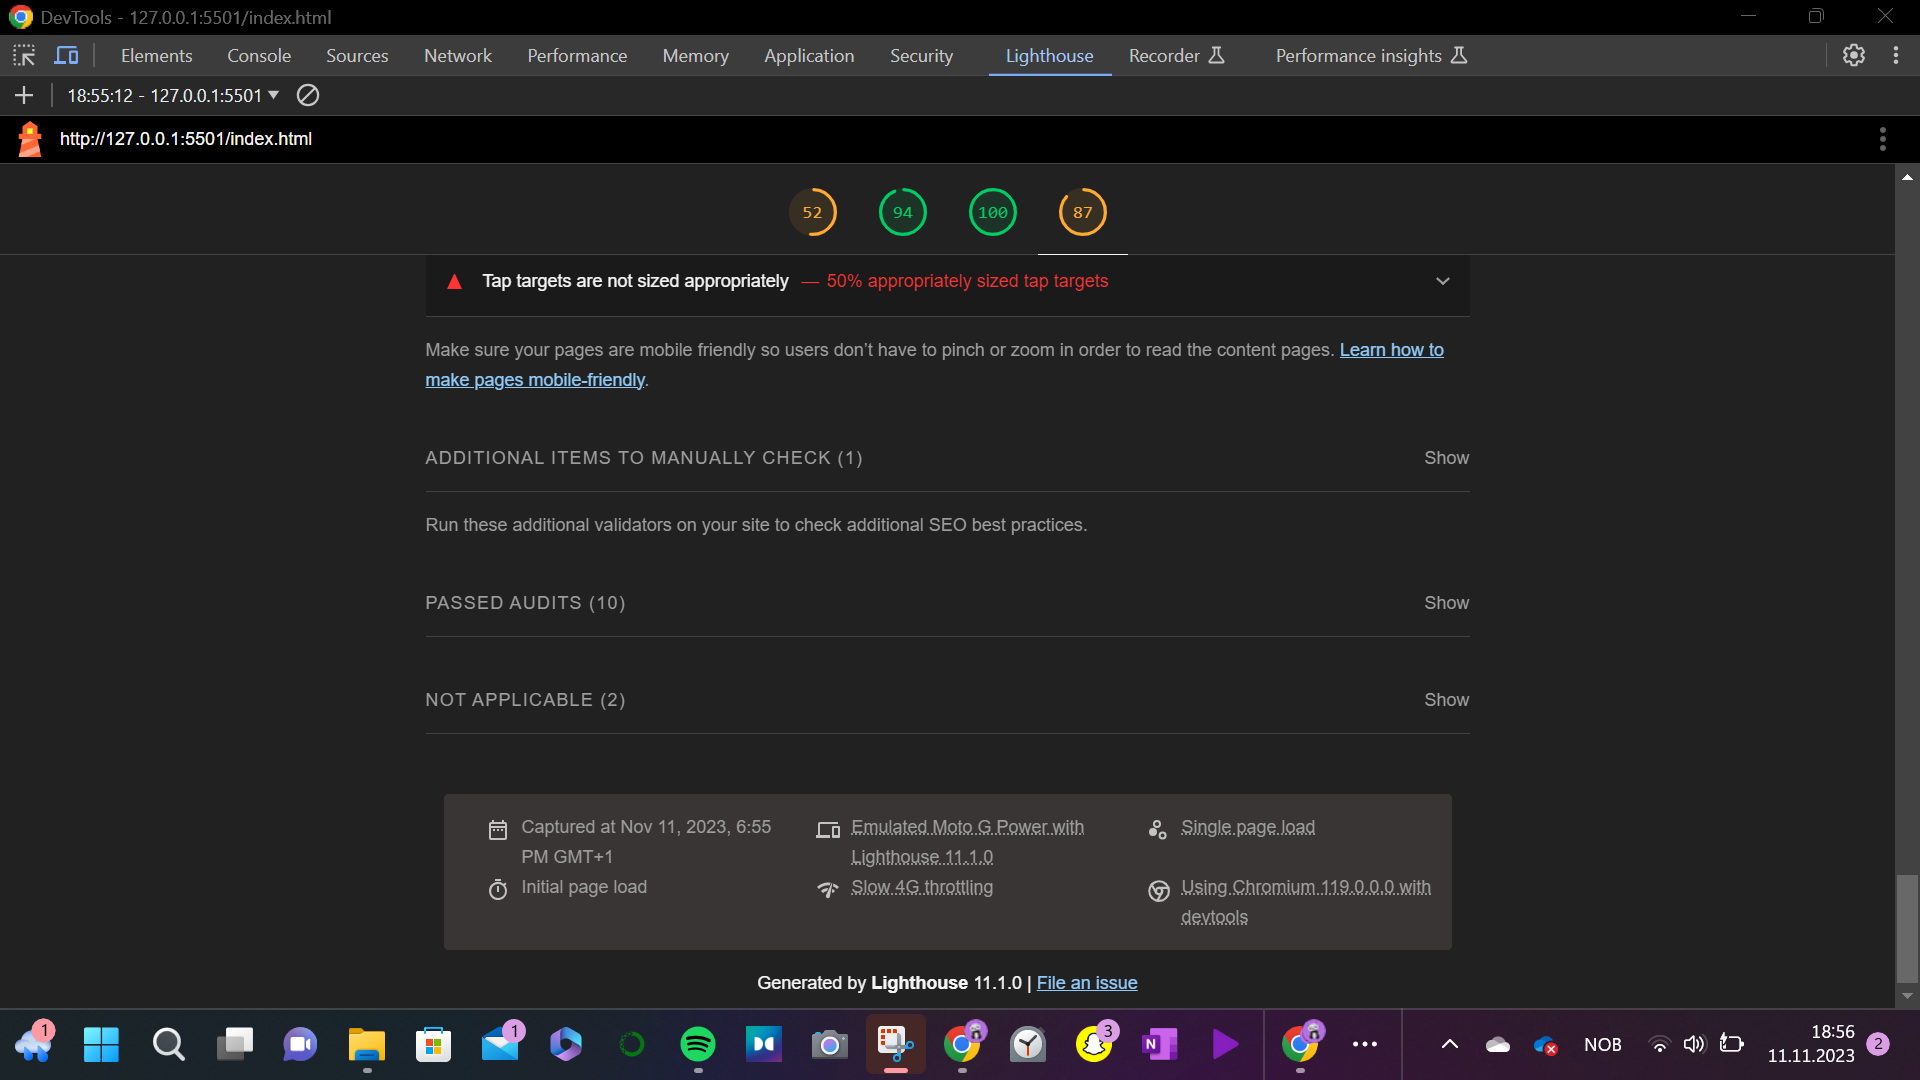 DevTools - 127.0.0.1:5501/index.html
Elements Console Sources Network Performance Memory Application Security Lighthouse Recorder Performance insights
18:55:12 - 127.0.0.1:5501
http://127.0.0.1:5501/index.html
52 94 100 87
Tap targets are not sized appropriately — 50% appropriately sized tap targets
Make sure your pages are mobile friendly so users don’t have to pinch or zoom in order to read the content pages. Learn how to
make pages mobile-friendly.
ADDITIONAL ITEMS TO MANUALLY CHECK (1) Show
Run these additional validators on your site to check additional SEO best practices.
PASSED AUDITS (10) Show
NOT APPLICABLE (2) Show
Captured at Nov 11, 2023, 6:55 Emulated Moto G Power with Single page load
PM GMT+1 Lighthouse 11.1.0
Initial page load Slow 4G throttling Using Chromium 119.0.0.0 with
devtools
Generated by Lighthouse 11.1.0 | File an issue
1 1 3 N NOB 18:56 2
11.11.2023